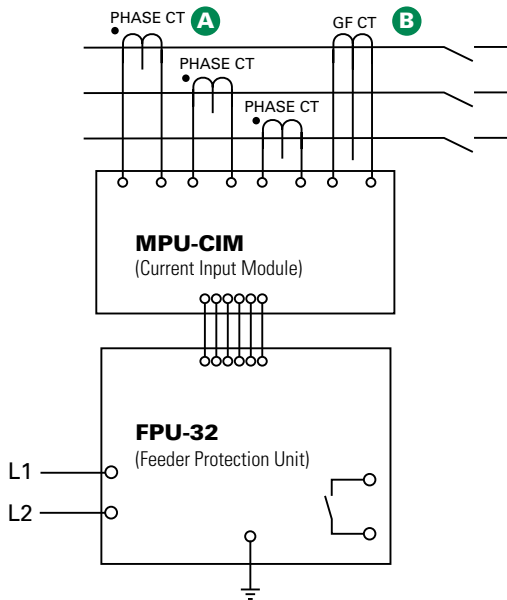 PHASE CT A
GF CT B
PHASE CT
PHASE CT
MPU-CIM
(Current Input Module)
FPU-32
(Feeder Protection Unit)
L1
L2